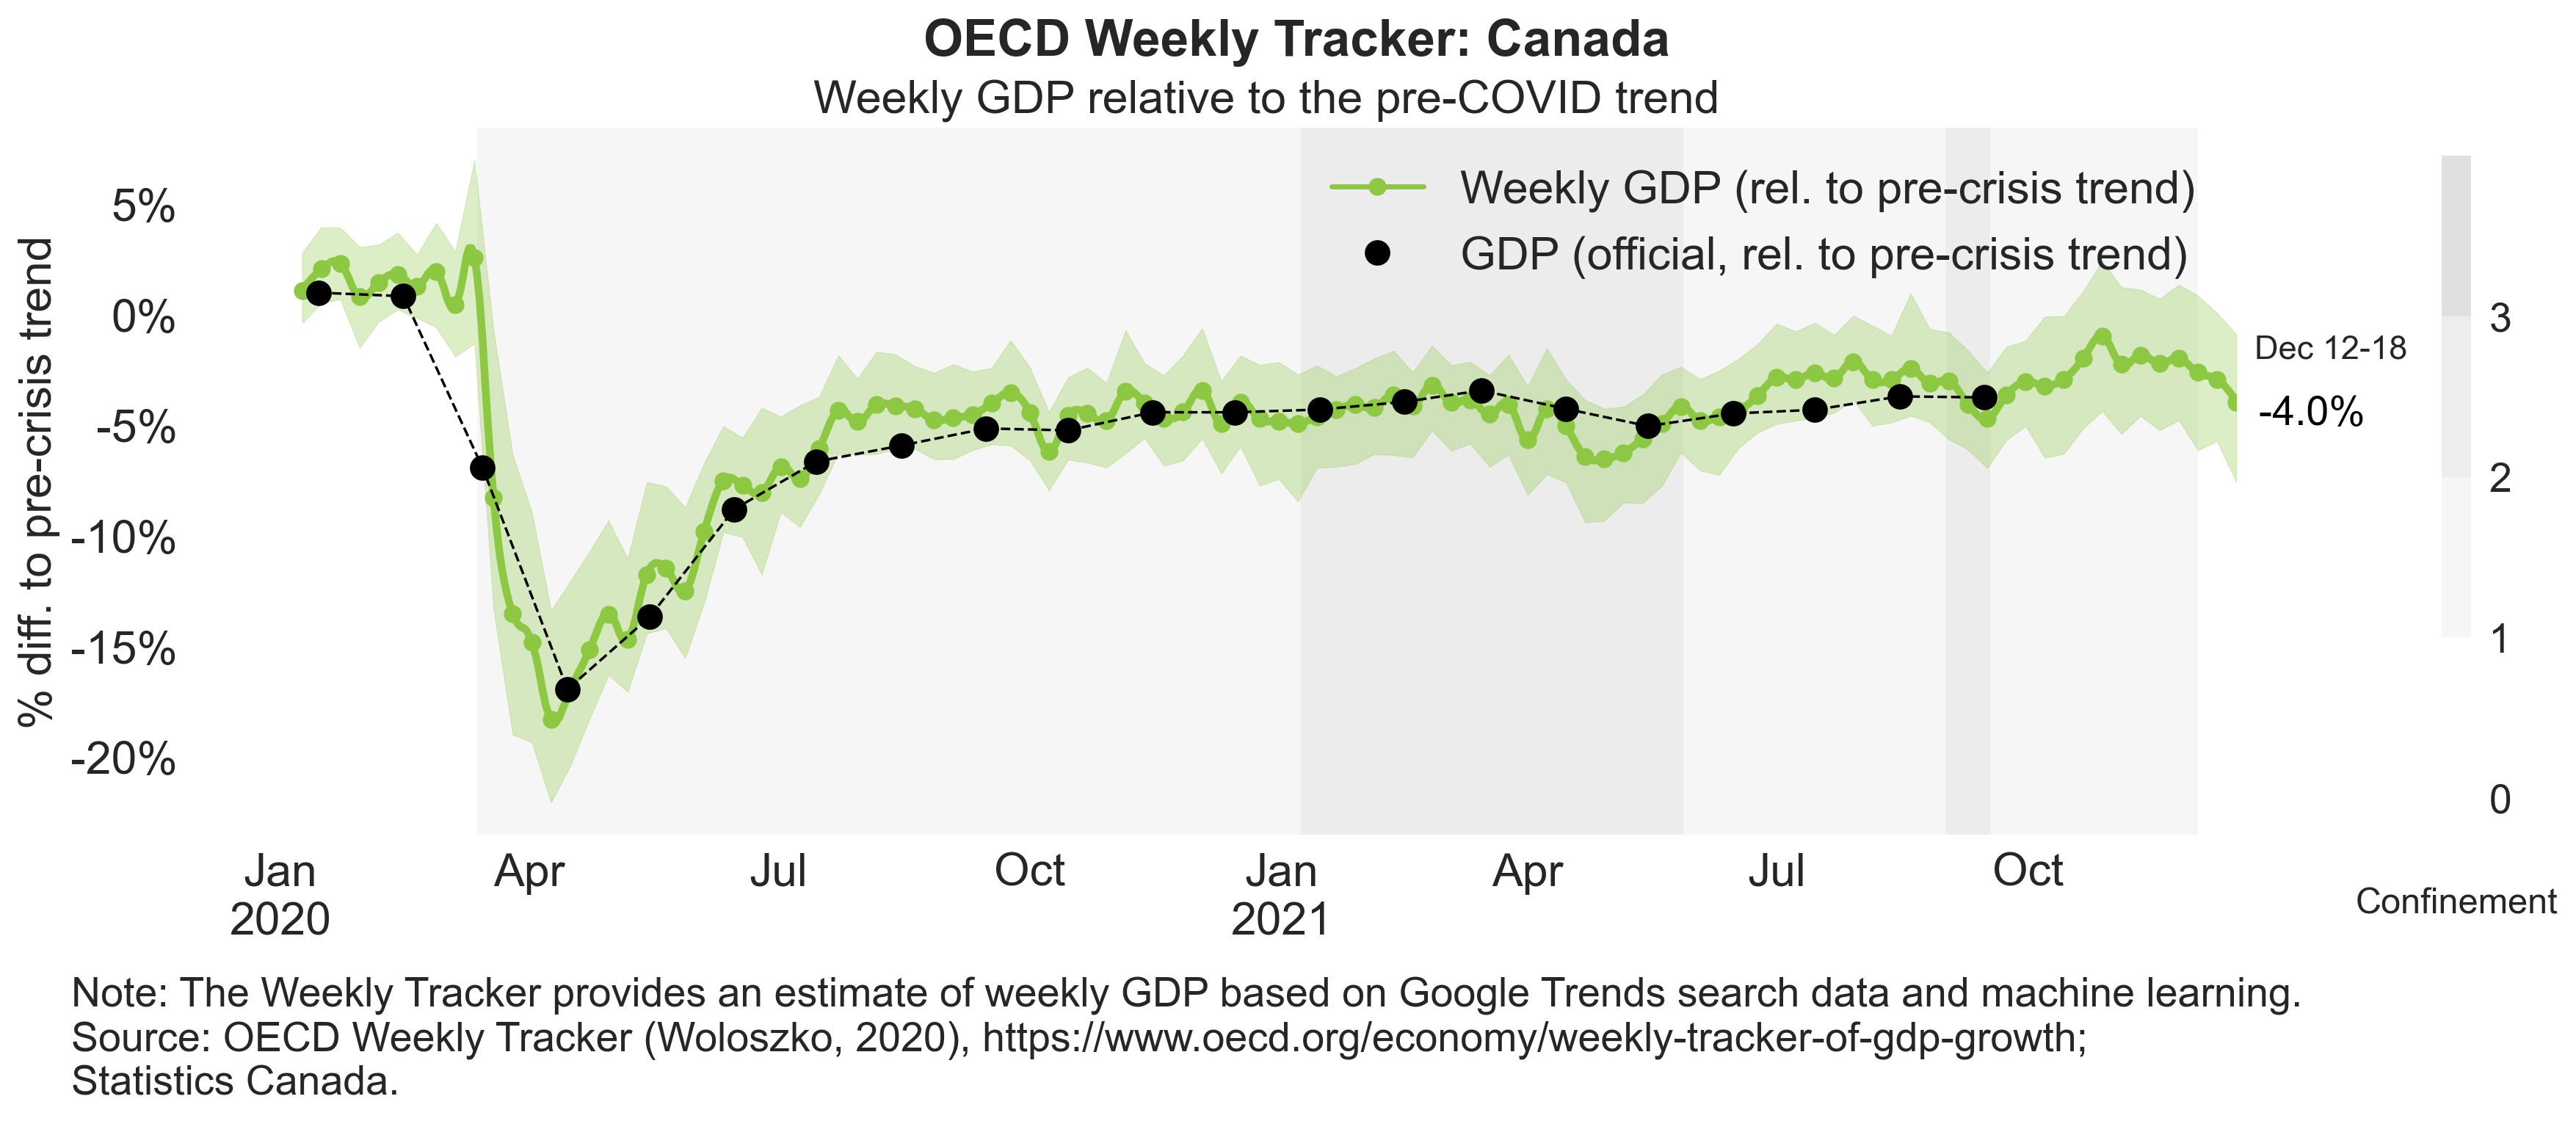 OECD Weekly Tracker: Canada
Weekly GDP relative to the pre-COVID trend
% diff. to pre-crisis trend
5%
0%
-5%
-10%
-15%
-20%
Weekly GDP (rel. to pre-crisis trend)
GDP (official, rel. to pre-crisis trend)
Dec 12-18
-4.0%
3
2
1
0
Confinement
Jan Apr Jul Oct Jan Apr Jul Oct
2020 2021
Note: The Weekly Tracker provides an estimate of weekly GDP based on Google Trends search data and machine learning.
Source: OECD Weekly Tracker (Woloszko, 2020), https://www.oecd.org/economy/weekly-tracker-of-gdp-growth;
Statistics Canada.